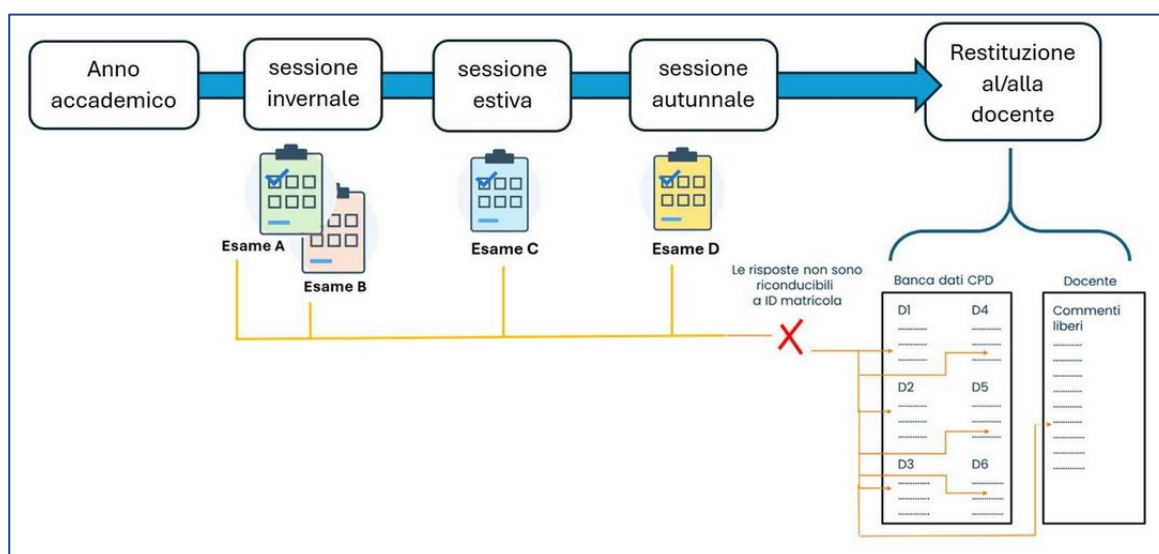 Anno
accademico
sessione
invernale
sessione
estiva
sessione
autunnale
Restituzione
al/alla
docente
Esame A
Esame B
Esame C
Esame D
Le risposte non sono
riconducibili
a ID matricola
Banca dati CPD
Docente
D1
D4
D2
D5
D3
D6
Commenti
liberi